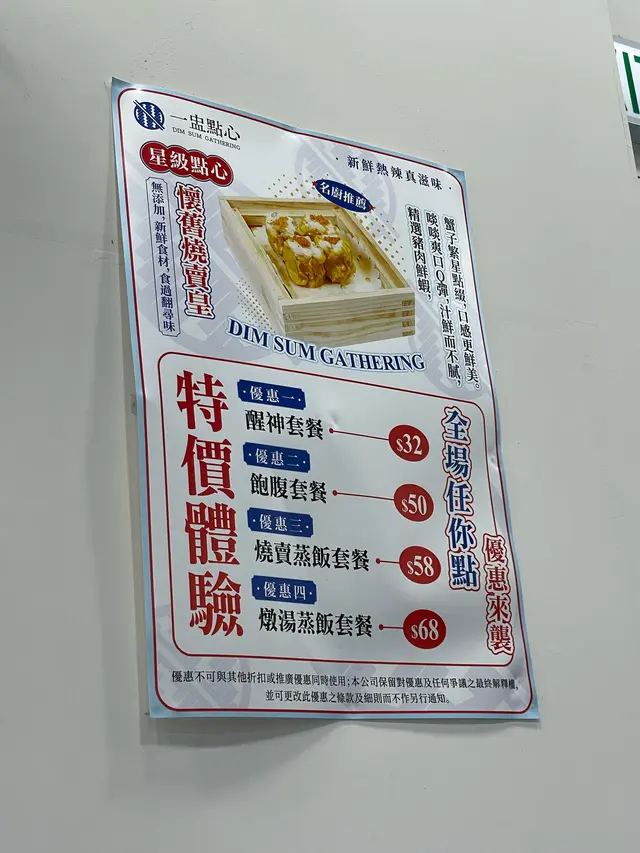 一盅點心
DIM SUM GATHERING
·新鮮熱辣真滋味·
星級點心
懷舊燒賣皇
無添加,新鮮食材,食過翻尋味
名廚推薦
蟹子繁星點綴,口感更鮮美。
啖啖爽口Q彈,汁鮮而不膩,
精選豬肉鮮蝦,
DIM SUM GATHERING
特價體驗
·優惠一·
醒神套餐
$32
·優惠二·
飽腹套餐
$50
·優惠三·
燒賣蒸飯套餐
$58
·優惠四·
燉湯蒸飯套餐
$68
全場任你點
優惠來襲
優惠不可與其他折扣或推廣優惠同時使用;本公司保留對優惠及任何爭議之最終解釋權,
並可更改此優惠之條款及細則而不作另行通知。